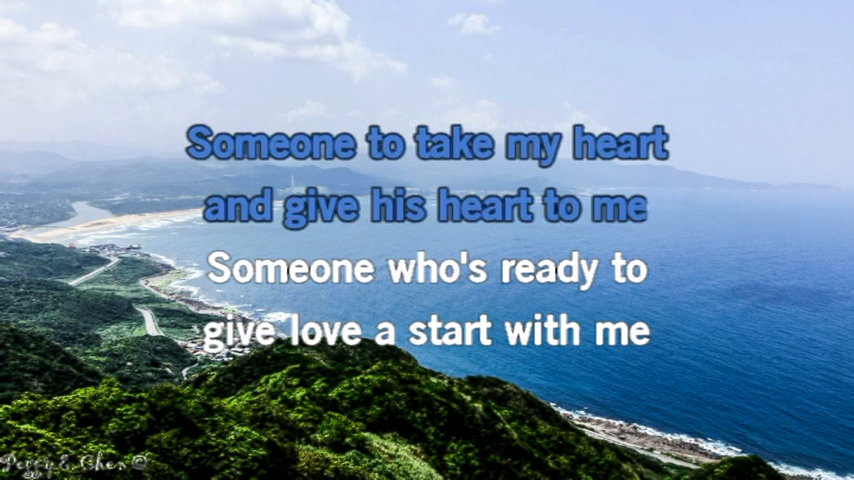 Someone to take my heart
and give his heart to me
Someone who's ready to
give love a start with me